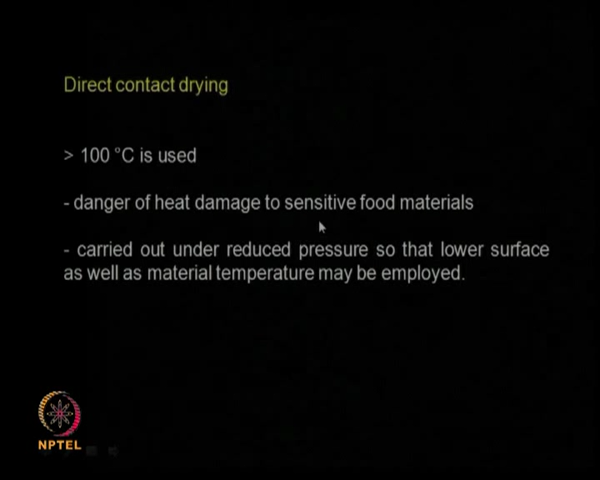 Direct contact drying
> 100 °C is used
- danger of heat damage to sensitive food materials
- carried out under reduced pressure so that lower surface
as well as material temperature may be employed.
NPTEL